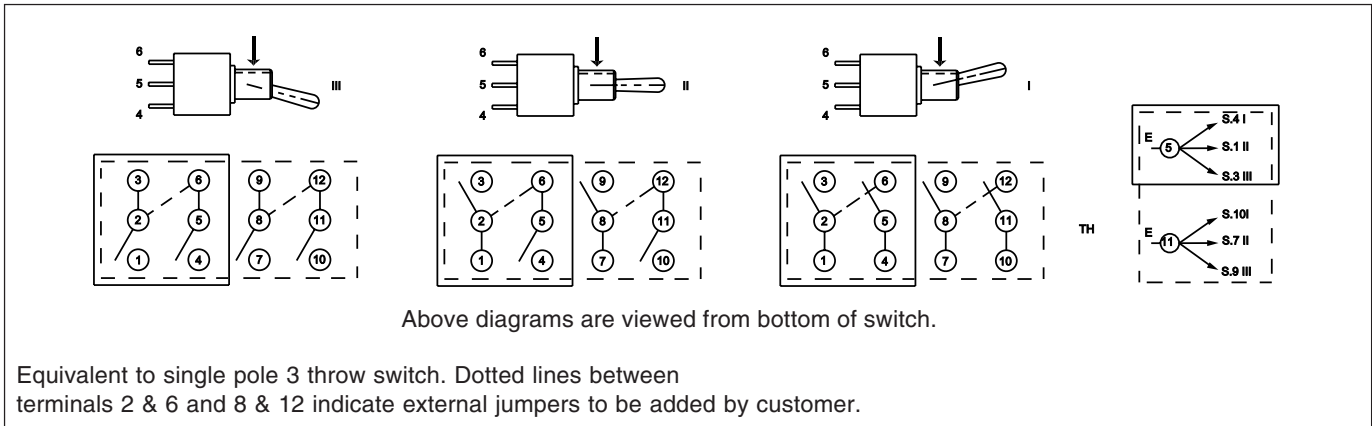 6
5
4
III
6
5
4
II
6
5
4
I
3 6 9 12
2 5 8 11
1 4 7 10
3 6 9 12
2 5 8 11
1 4 7 10
3 6 9 12
2 5 8 11
1 4 7 10
TH
S.4 I
E 5 S.1 II
S.3 III
S.10I
E 11 S.7 II
S.9 III
Above diagrams are viewed from bottom of switch.
Equivalent to single pole 3 throw switch. Dotted lines between
terminals 2 & 6 and 8 & 12 indicate external jumpers to be added by customer.